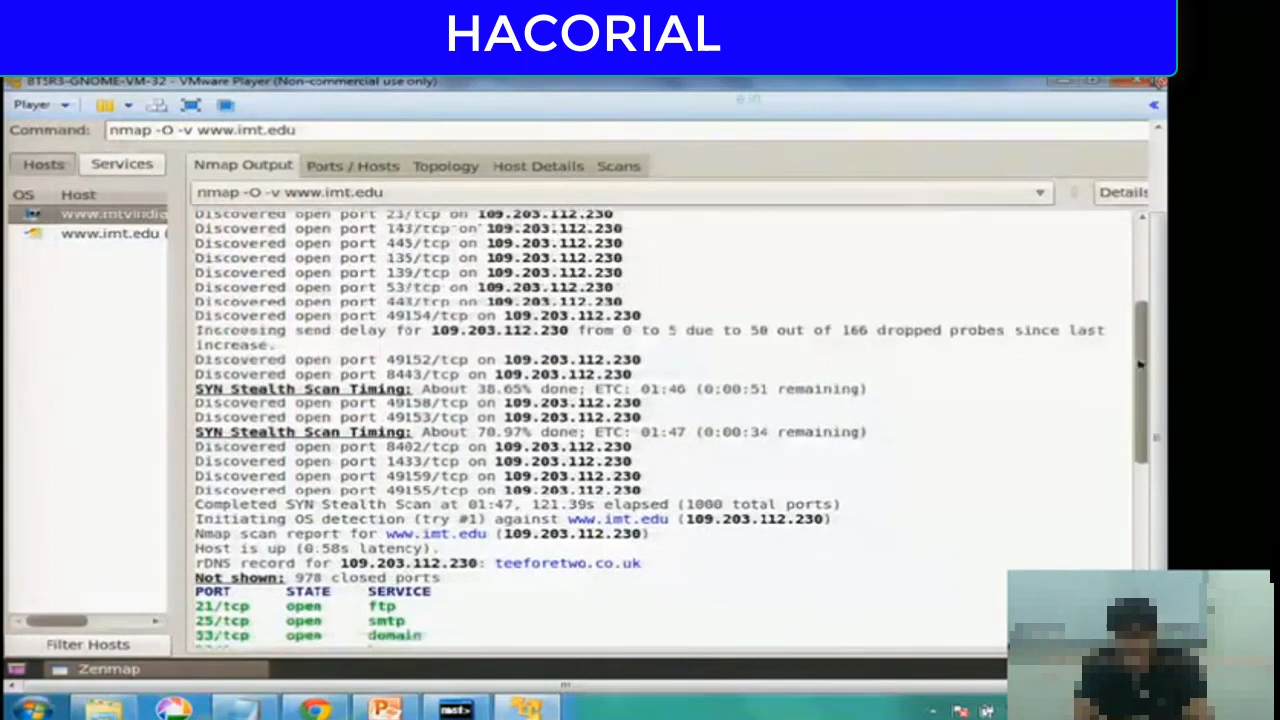 HACORIAL
BT5R3-GNOME-VM-32 - VMware Player (Non-commercial use only)
Player
Command: nmap -O -v www.imt.edu
Hosts Services Nmap Output Ports / Hosts Topology Host Details Scans
OS Host
nmap -O -v www.imt.edu Details
www.mtvindia
www.imt.edu (
Discovered open port 23/tcp on 109.203.112.230
Discovered open port 143/tcp on 109.203.112.230
Discovered open port 445/tcp on 109.203.112.230
Discovered open port 135/tcp on 109.203.112.230
Discovered open port 139/tcp on 109.203.112.230
Discovered open port 53/tcp on 109.203.112.230
Discovered open port 443/tcp on 109.203.112.230
Discovered open port 49154/tcp on 109.203.112.230
Increasing send delay for 109.203.112.230 from 0 to 5 due to 50 out of 166 dropped probes since last
increase.
Discovered open port 49152/tcp on 109.203.112.230
Discovered open port 8443/tcp on 109.203.112.230
SYN Stealth Scan Timing: About 38.65% done; ETC: 01:46 (0:00:51 remaining)
Discovered open port 49158/tcp on 109.203.112.230
Discovered open port 49153/tcp on 109.203.112.230
SYN Stealth Scan Timing: About 70.97% done; ETC: 01:47 (0:00:34 remaining)
Discovered open port 8402/tcp on 109.203.112.230
Discovered open port 1433/tcp on 109.203.112.230
Discovered open port 49159/tcp on 109.203.112.230
Discovered open port 49155/tcp on 109.203.112.230
Completed SYN Stealth Scan at 01:47, 121.39s elapsed (1000 total ports)
Initiating OS detection (try #1) against www.imt.edu (109.203.112.230)
Nmap scan report for www.imt.edu (109.203.112.230)
Host is up (0.58s latency).
rDNS record for 109.203.112.230: teefortwo.co.uk
Not shown: 978 closed ports
PORT STATE SERVICE
21/tcp open ftp
25/tcp open smtp
53/tcp open domain
Filter Hosts
Zenmap